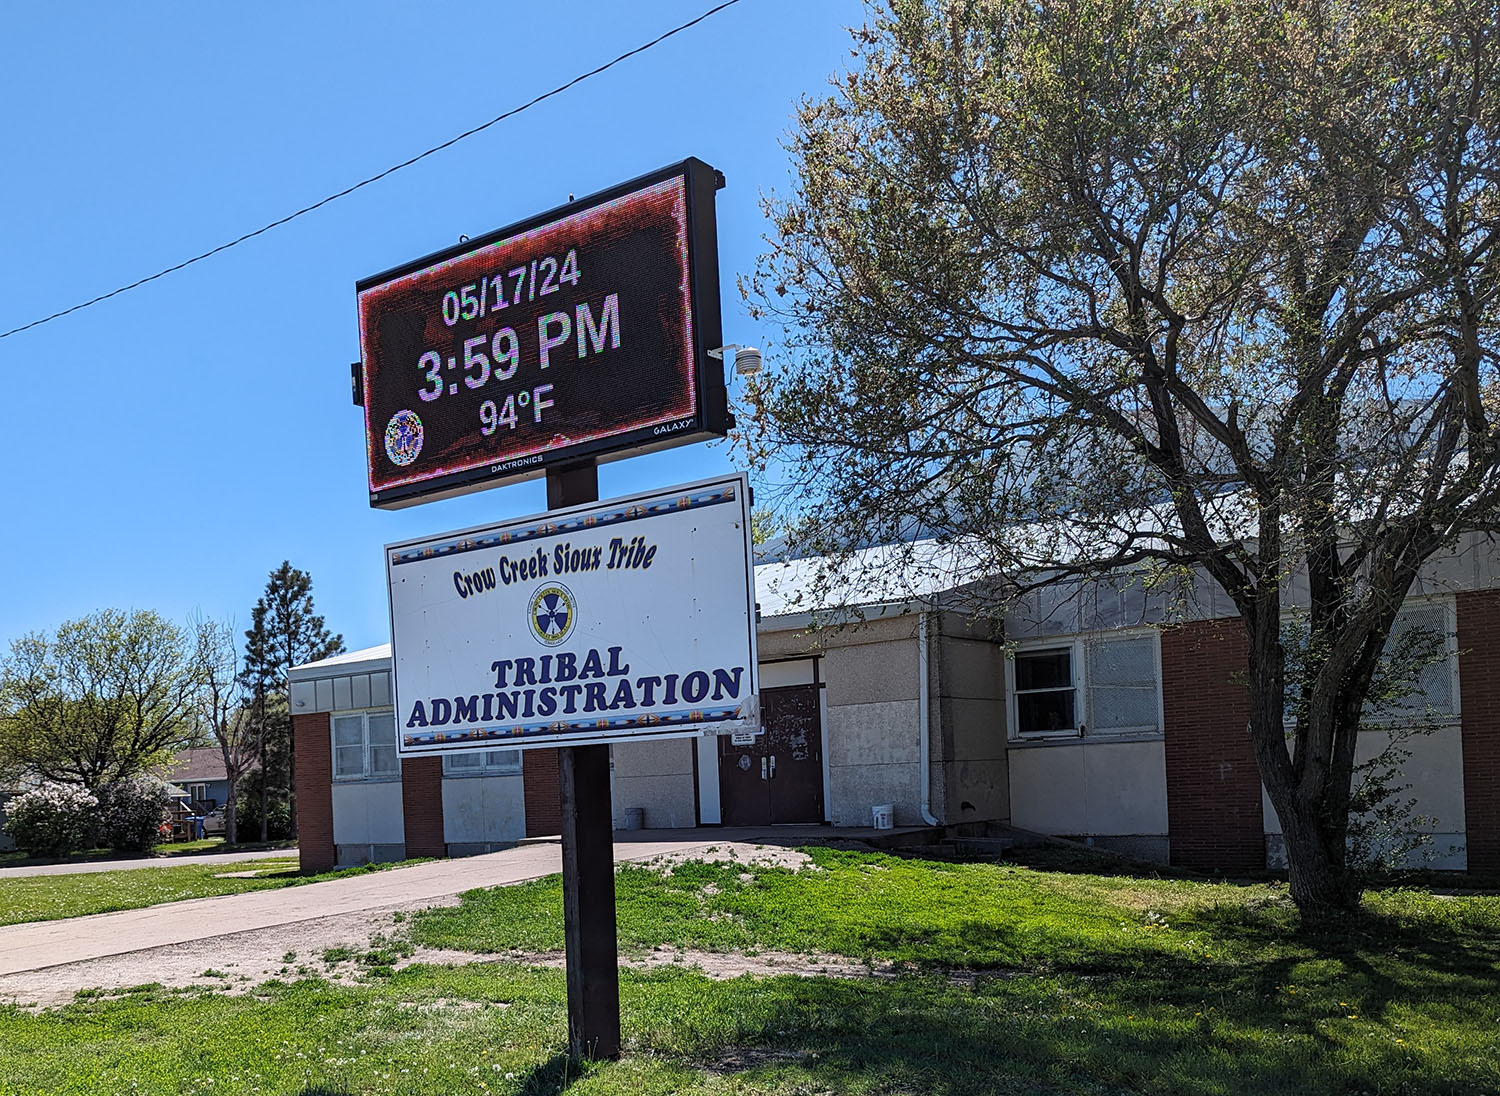 05/17/24
3:59 PM
94°F
DAKTRONICS
GALAXY
Crow Creek Sioux Tribe
TRIBAL
ADMINISTRATION